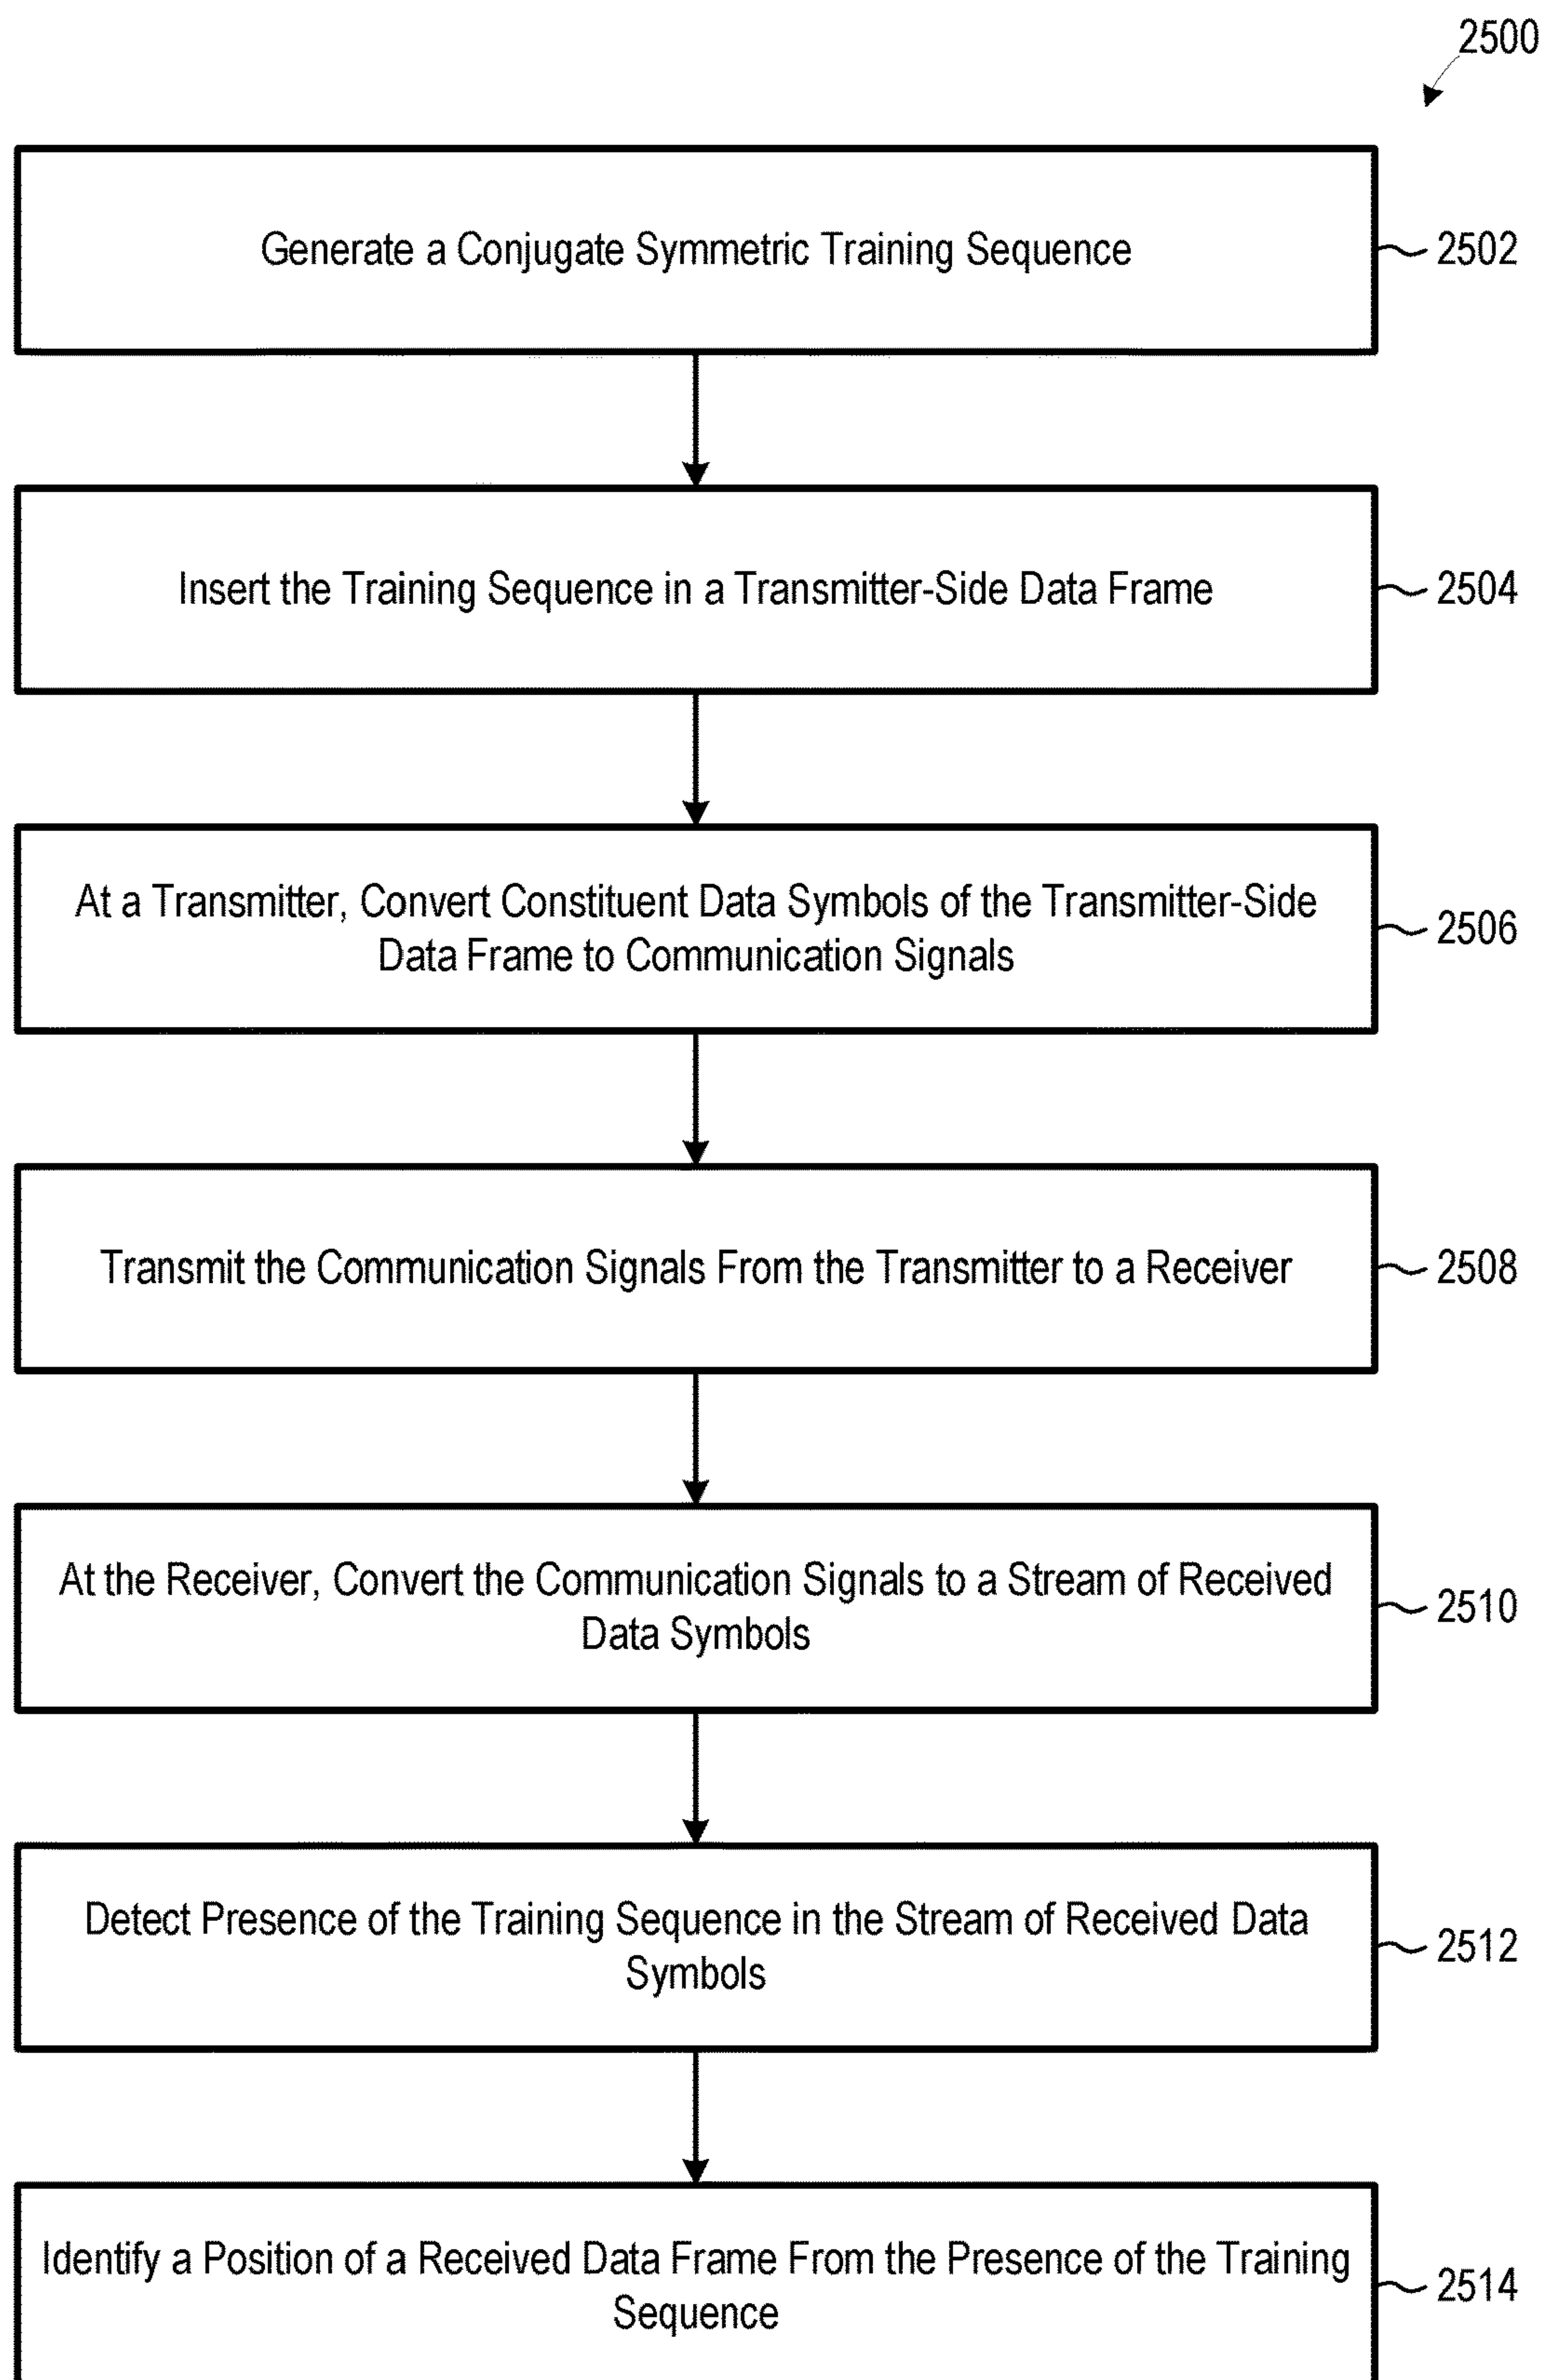 2500
Generate a Conjugate Symmetric Training Sequence
2502
Insert the Training Sequence in a Transmitter-Side Data Frame
2504
At a Transmitter, Convert Constituent Data Symbols of the Transmitter-Side
Data Frame to Communication Signals
2506
Transmit the Communication Signals From the Transmitter to a Receiver
2508
At the Receiver, Convert the Communication Signals to a Stream of Received
Data Symbols
2510
Detect Presence of the Training Sequence in the Stream of Received Data
Symbols
2512
Identify a Position of a Received Data Frame From the Presence of the Training
Sequence
2514